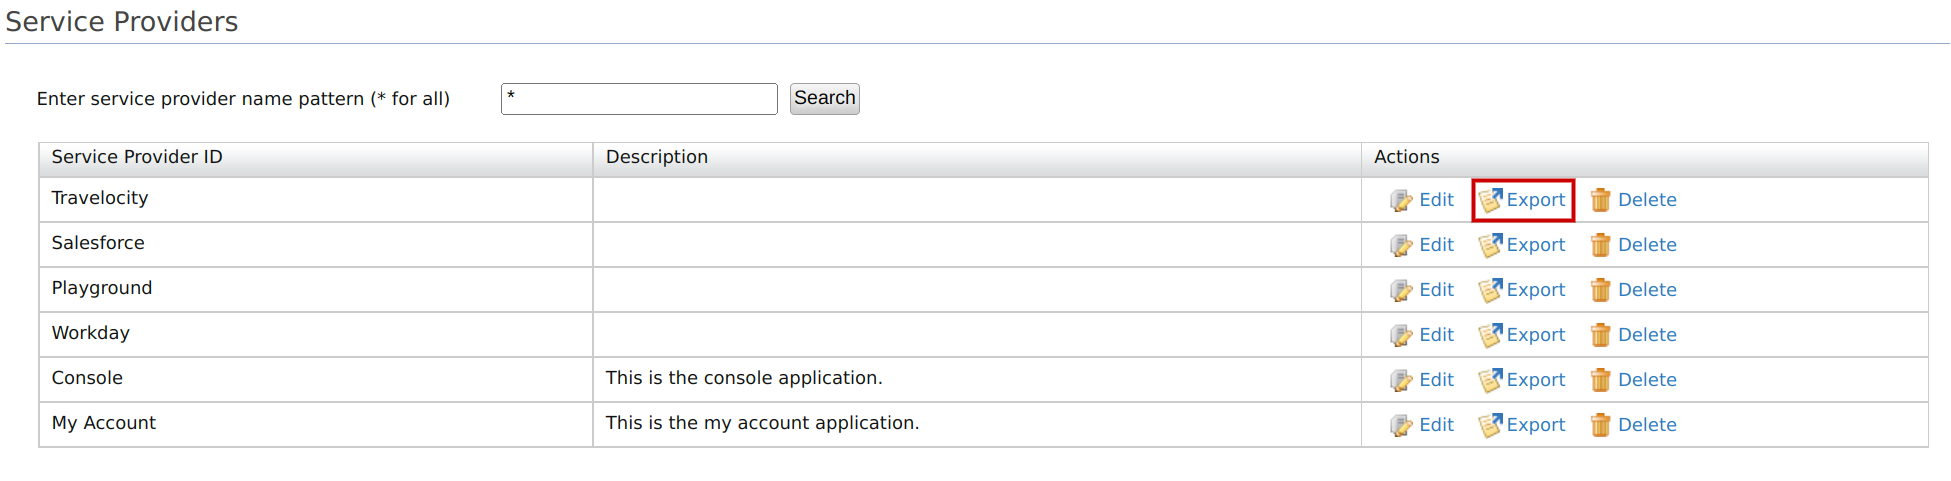 Service Providers
Enter service provider name pattern (* for all) * Search
Service Provider ID Description Actions
Travelocity Edit Export Delete
Salesforce Edit Export Delete
Playground Edit Export Delete
Workday Edit Export Delete
Console This is the console application. Edit Export Delete
My Account This is the my account application. Edit Export Delete